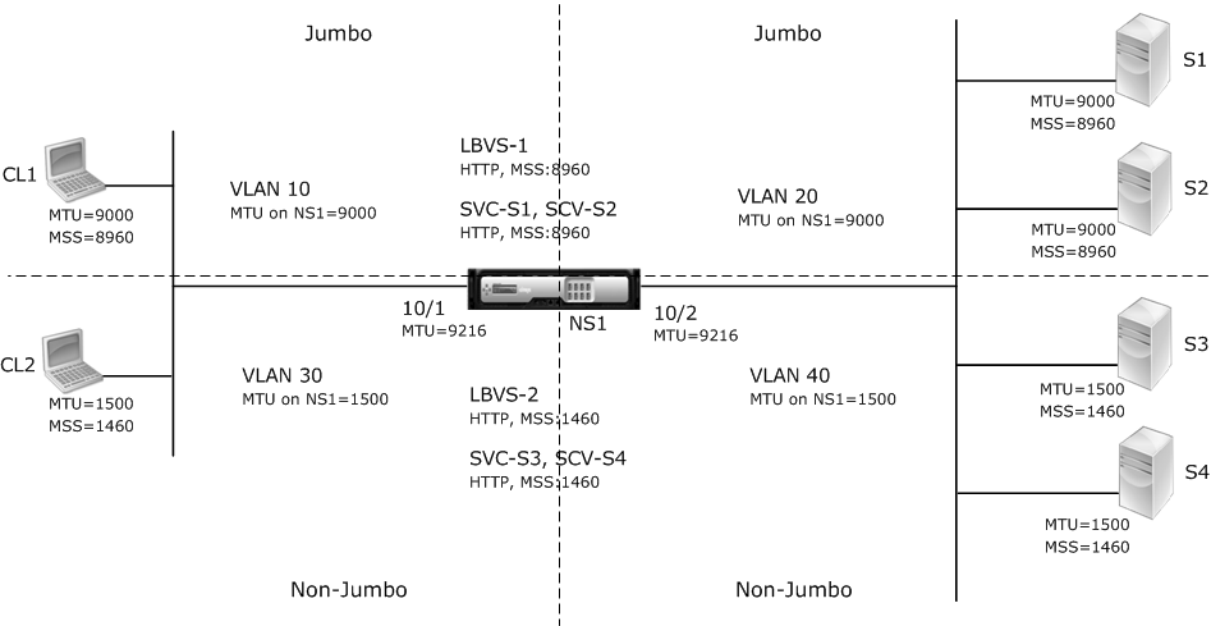 Jumbo
Jumbo
S1
MTU=9000
MSS=8960
LBVS-1
HTTP, MSS:8960
CL1
VLAN 10
MTU on NS1=9000
SVC-S1, SCV-S2
HTTP, MSS:8960
VLAN 20
MTU on NS1=9000
S2
MTU=9000
MSS=8960
MTU=9000
MSS=8960
10/1
MTU=9216
NS1
10/2
MTU=9216
CL2
MTU=1500
MSS=1460
VLAN 30
MTU on NS1=1500
LBVS-2
HTTP, MSS:1460
SVC-S3, SCV-S4
HTTP, MSS:1460
VLAN 40
MTU on NS1=1500
S3
MTU=1500
MSS=1460
S4
MTU=1500
MSS=1460
Non-Jumbo
Non-Jumbo